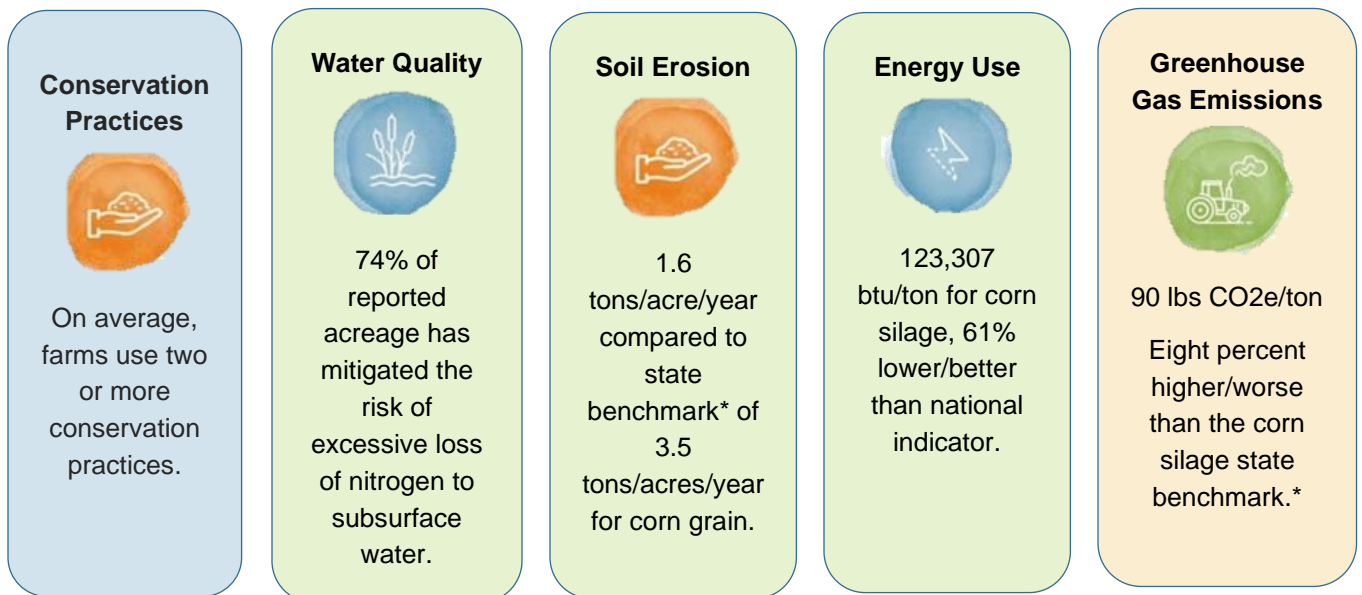 Conservation
Practices
On average,
farms use two
or more
conservation
practices.
Water Quality
74% of
reported
acreage has
mitigated the
risk of
excessive loss
of nitrogen to
subsurface
water.
Soil Erosion
1.6
tons/acre/year
compared to
state
benchmark* of
3.5
tons/acres/year
for corn grain.
Energy Use
123,307
btu/ton for corn
silage, 61%
lower/better
than national
indicator.
Greenhouse
Gas Emissions
90 lbs CO2e/ton
Eight percent
higher/worse
than the corn
silage state
benchmark.*